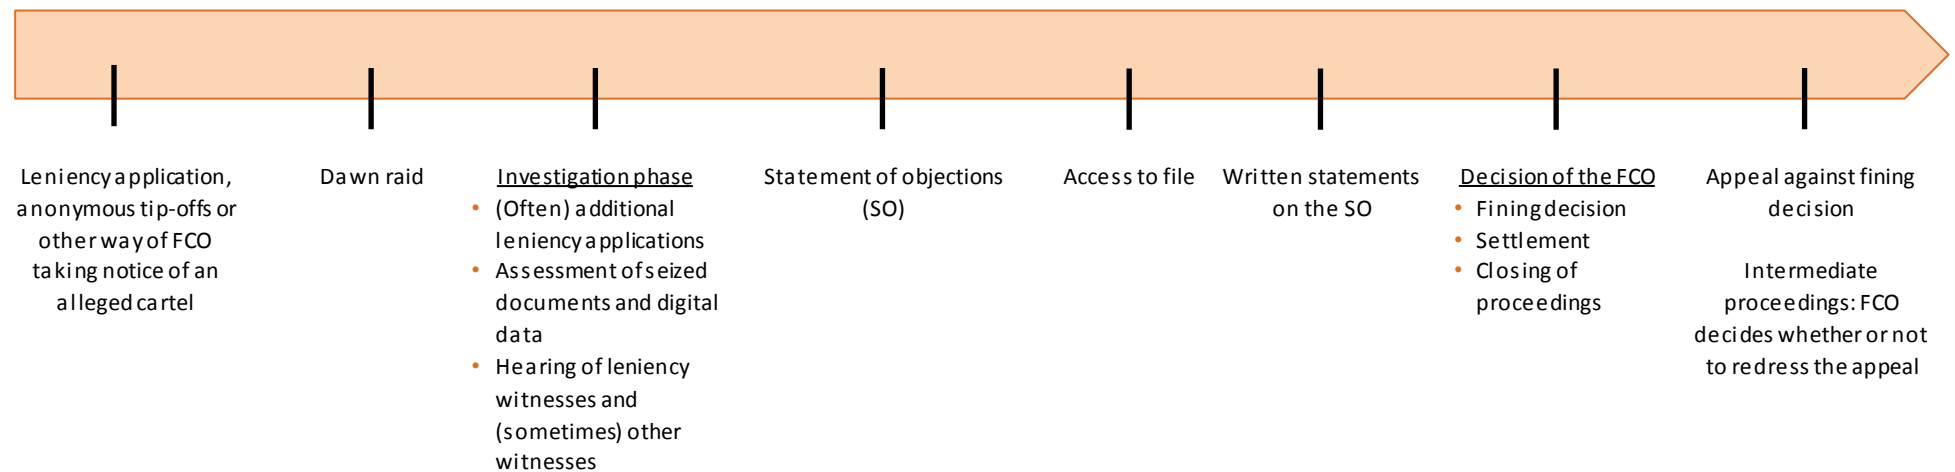 Leniency application,
anonymous tip-offs or
other way of FCO
taking notice of an
alleged cartel
Dawn raid
Investigation phase
• (Often) additional
leniency applications
• Assessment of seized
documents and digital
data
• Hearing of leniency
witnesses and
(sometimes) other
witnesses
Statement of objections
(SO)
Access to file
Written statements
on the SO
Decision of the FCO
• Fining decision
• Settlement
• Closing of
proceedings
Appeal against fining
decision
Intermediate
proceedings: FCO
decides whether or not
to redress the appeal